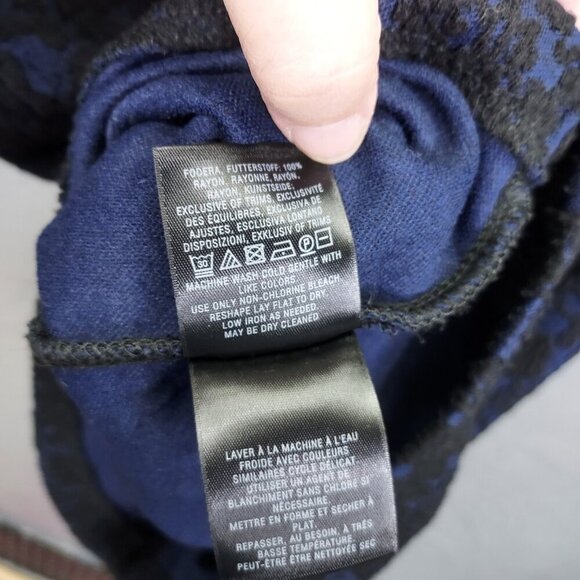 FODERA, FUTTERSTOFF: 100%
RAYON, RAYONNE, RAYON,
RAYON, KUNSTSEIDE.
EXCLUSIVE OF TRIMS, EXCLUSIVITÉ
DES ÉQUILIBRES, EXCLUSIVA DE
AJUSTES, ESCLUSIVA LONTANO
DISPOSIZIONI, EXCLUSIV OF TRIMS
30 P
MACHINE WASH COLD GENTLE WITH
LIKE COLORS
USE ONLY NON-CHLORINE BLEACH
RESHAPE LAY FLAT TO DRY
LOW IRON AS NEEDED
MAY BE DRY CLEANED
LAVER À LA MACHINE À L'EAU
FROIDE AVEC COULEURS
SIMILAIRES CYCLE DÉLICAT.
UTILISER UN AGENT DE
BLANCHIMENT SANS CHLORE SI
NÉCESSAIRE
METTRE EN FORME ET SÉCHER À
PLAT.
REPASSER, AU BESOIN, À TRÈS
BASSE TEMPÉRATURE
PEUT-ÊTRE NETTOYÉS SEC